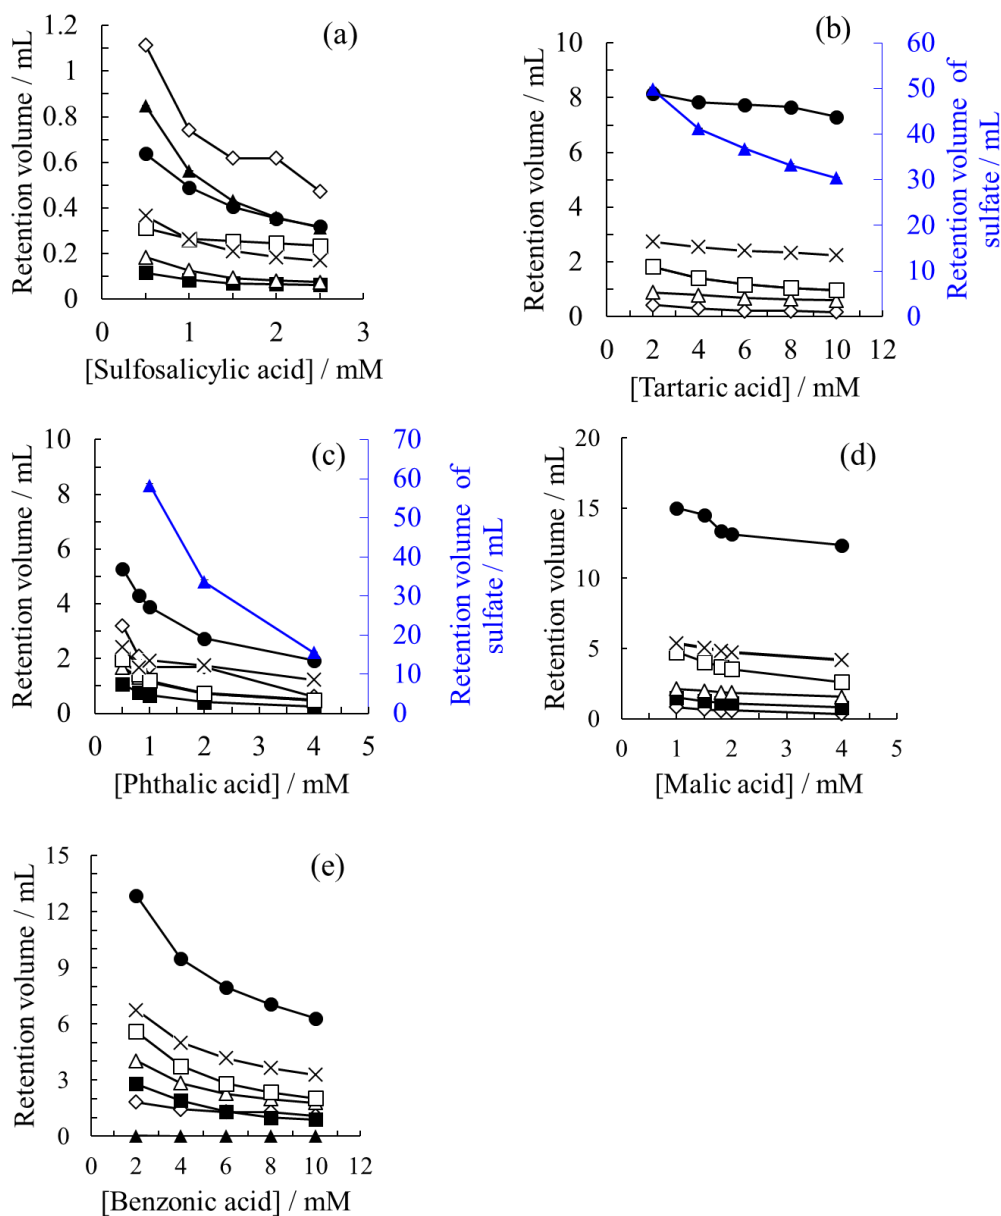 (a)
Retention volume / mL
1.2
1
0.8
0.6
0.4
0.2
0
0 1 2 3
[Sulfosalicylic acid] / mM
(b)
Retention volume / mL
10
8
6
4
2
0
60
50
40
30
20
10
0
Retention volume of
sulfate / mL
0 2 4 6 8 10 12
[Tartaric acid] / mM
(c)
Retention volume / mL
10
8
6
4
2
0
70
60
50
40
30
20
10
0
Retention volume of
sulfate / mL
0 1 2 3 4 5
[Phthalic acid] / mM
(d)
Retention volume / mL
20
15
10
5
0
0 1 2 3 4 5
[Malic acid] / mM
(e)
Retention volume / mL
15
12
9
6
3
0
0 2 4 6 8 10 12
[Benzonic acid] / mM